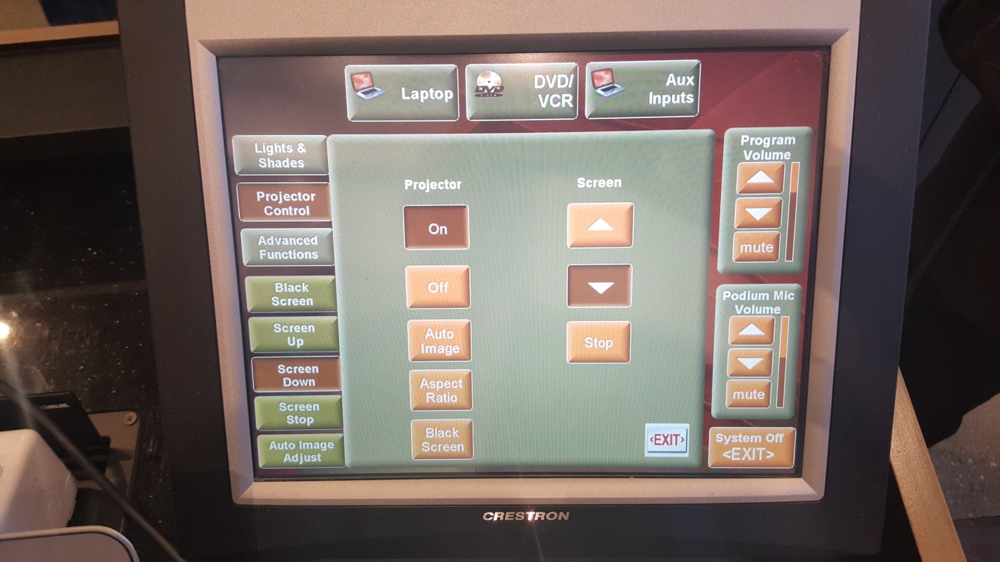 Laptop
DVD/
VCR
DVD
Aux
Inputs
Lights &
Shades
Projector
Control
Advanced
Functions
Black
Screen
Screen
Up
Screen
Down
Screen
Stop
Auto Image
Adjust
Projector
On
Off
Auto
Image
Aspect
Ratio
Black
Screen
Screen
Stop
‹EXIT›
Program
Volume
mute
Podium Mic
Volume
mute
System Off
<EXIT>
CRESTRON